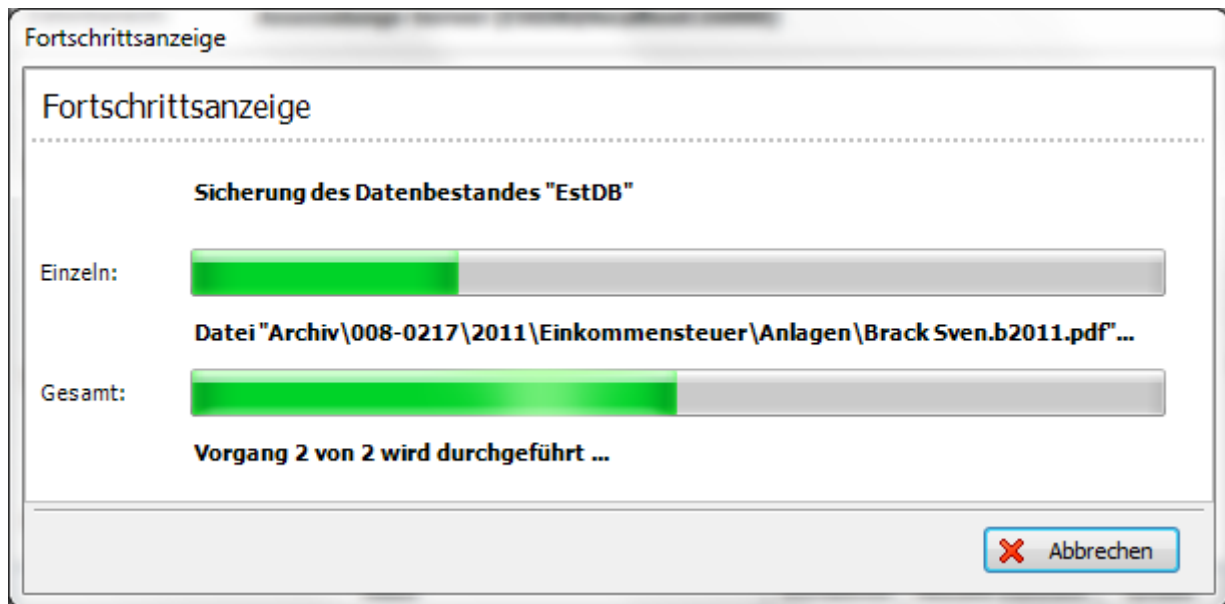 Fortschrittsanzeige
Fortschrittsanzeige
Sicherung des Datenbestandes "EstDB"
Einzeln:
Datei "Archiv\008-0217\2011\Einkommensteuer\Anlagen\Brack Sven.b2011.pdf"...
Gesamt:
Vorgang 2 von 2 wird durchgeführt ...
Abbrechen